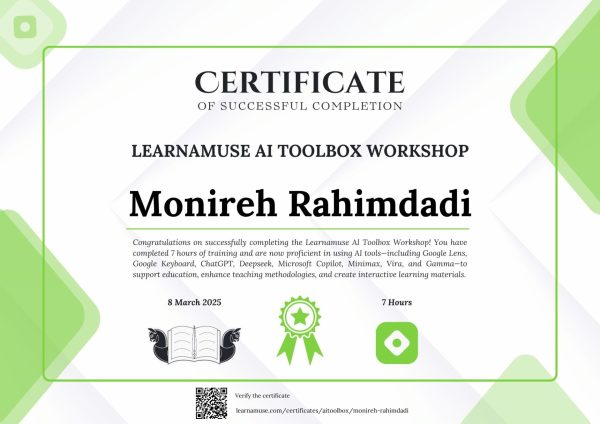 CERTIFICATE
OF SUCCESSFUL COMPLETION
LEARNAMUSE AI TOOLBOX WORKSHOP
Monireh Rahimdadi
Congratulations on successfully completing the Learnamuse AI Toolbox Workshop! You have
completed 7 hours of training and are now proficient in using AI tools—including Google Lens,
Google Keyboard, ChatGPT, Deepseek, Microsoft Copilot, Minimax, Vira, and Gamma—to
support education, enhance teaching methodologies, and create interactive learning materials.
8 March 2025
7 Hours
Verify the certificate
learnamuse.com/certificates/aitoolbox/monireh-rahimdadi